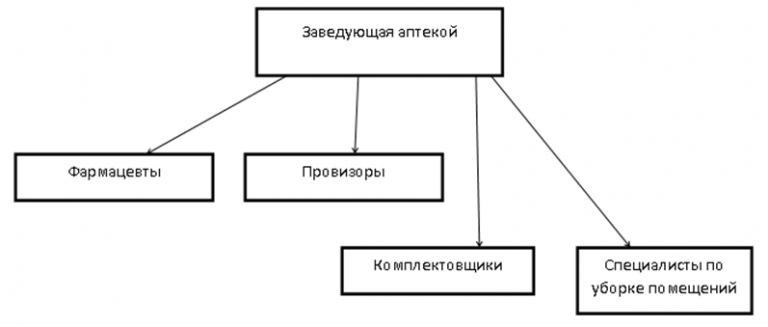 Заведующая аптекой
Фармацевты
Провизоры
Комплектовщики
Специалисты по
уборке помещений